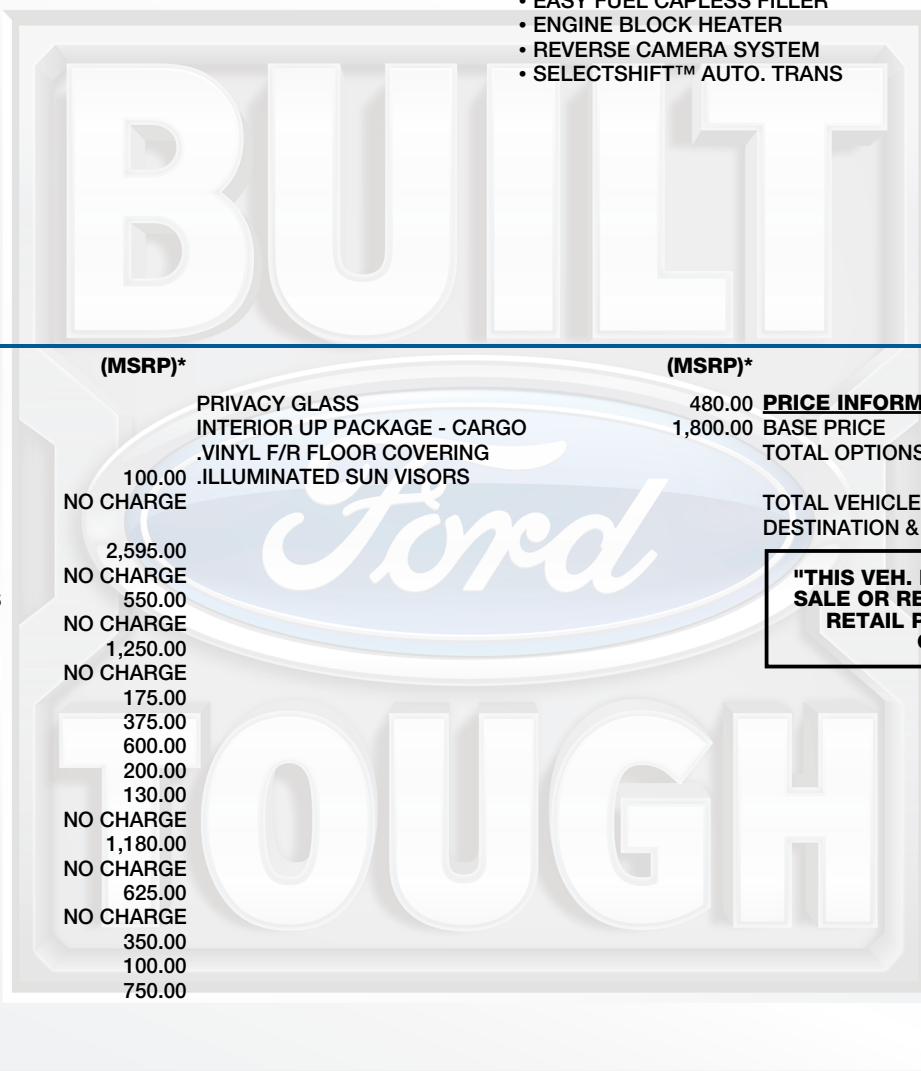 • EASY FUEL CAPLESS FILLER
• ENGINE BLOCK HEATER
• REVERSE CAMERA SYSTEM
• SELECTSHIFT™ AUTO. TRANS
BUILT
Ford
TOUGH
(MSRP)*
100.00
NO CHARGE
2,595.00
NO CHARGE
550.00
NO CHARGE
1,250.00
NO CHARGE
175.00
375.00
600.00
200.00
130.00
NO CHARGE
1,180.00
NO CHARGE
625.00
NO CHARGE
350.00
100.00
750.00
(MSRP)*
PRIVACY GLASS 480.00
INTERIOR UP PACKAGE - CARGO 1,800.00
.VINYL F/R FLOOR COVERING
.ILLUMINATED SUN VISORS
PRICE INFORM
BASE PRICE
TOTAL OPTIONS
TOTAL VEHICLE
DESTINATION &
"THIS VEH.
SALE OR RE
RETAIL P